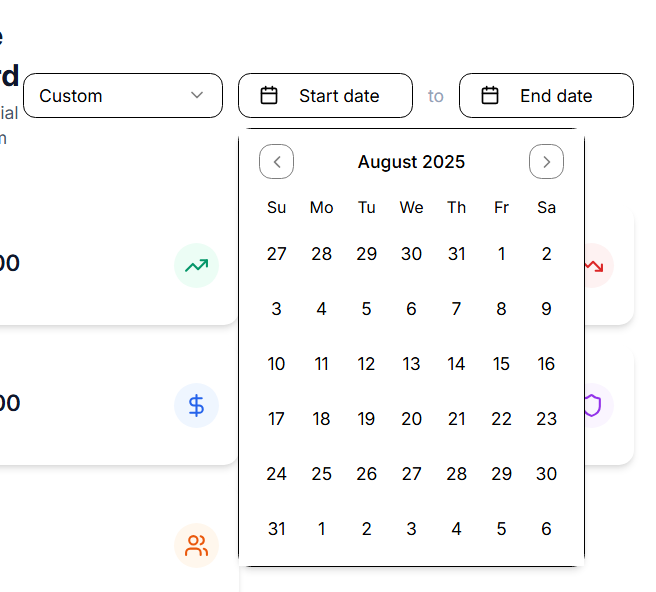 e
rd
ial
m
Custom
Start date
to
End date
August 2025
Su Mo Tu We Th Fr Sa
27 28 29 30 31 1 2
3 4 5 6 7 8 9
10 11 12 13 14 15 16
17 18 19 20 21 22 23
24 25 26 27 28 29 30
31 1 2 3 4 5 6
00
00